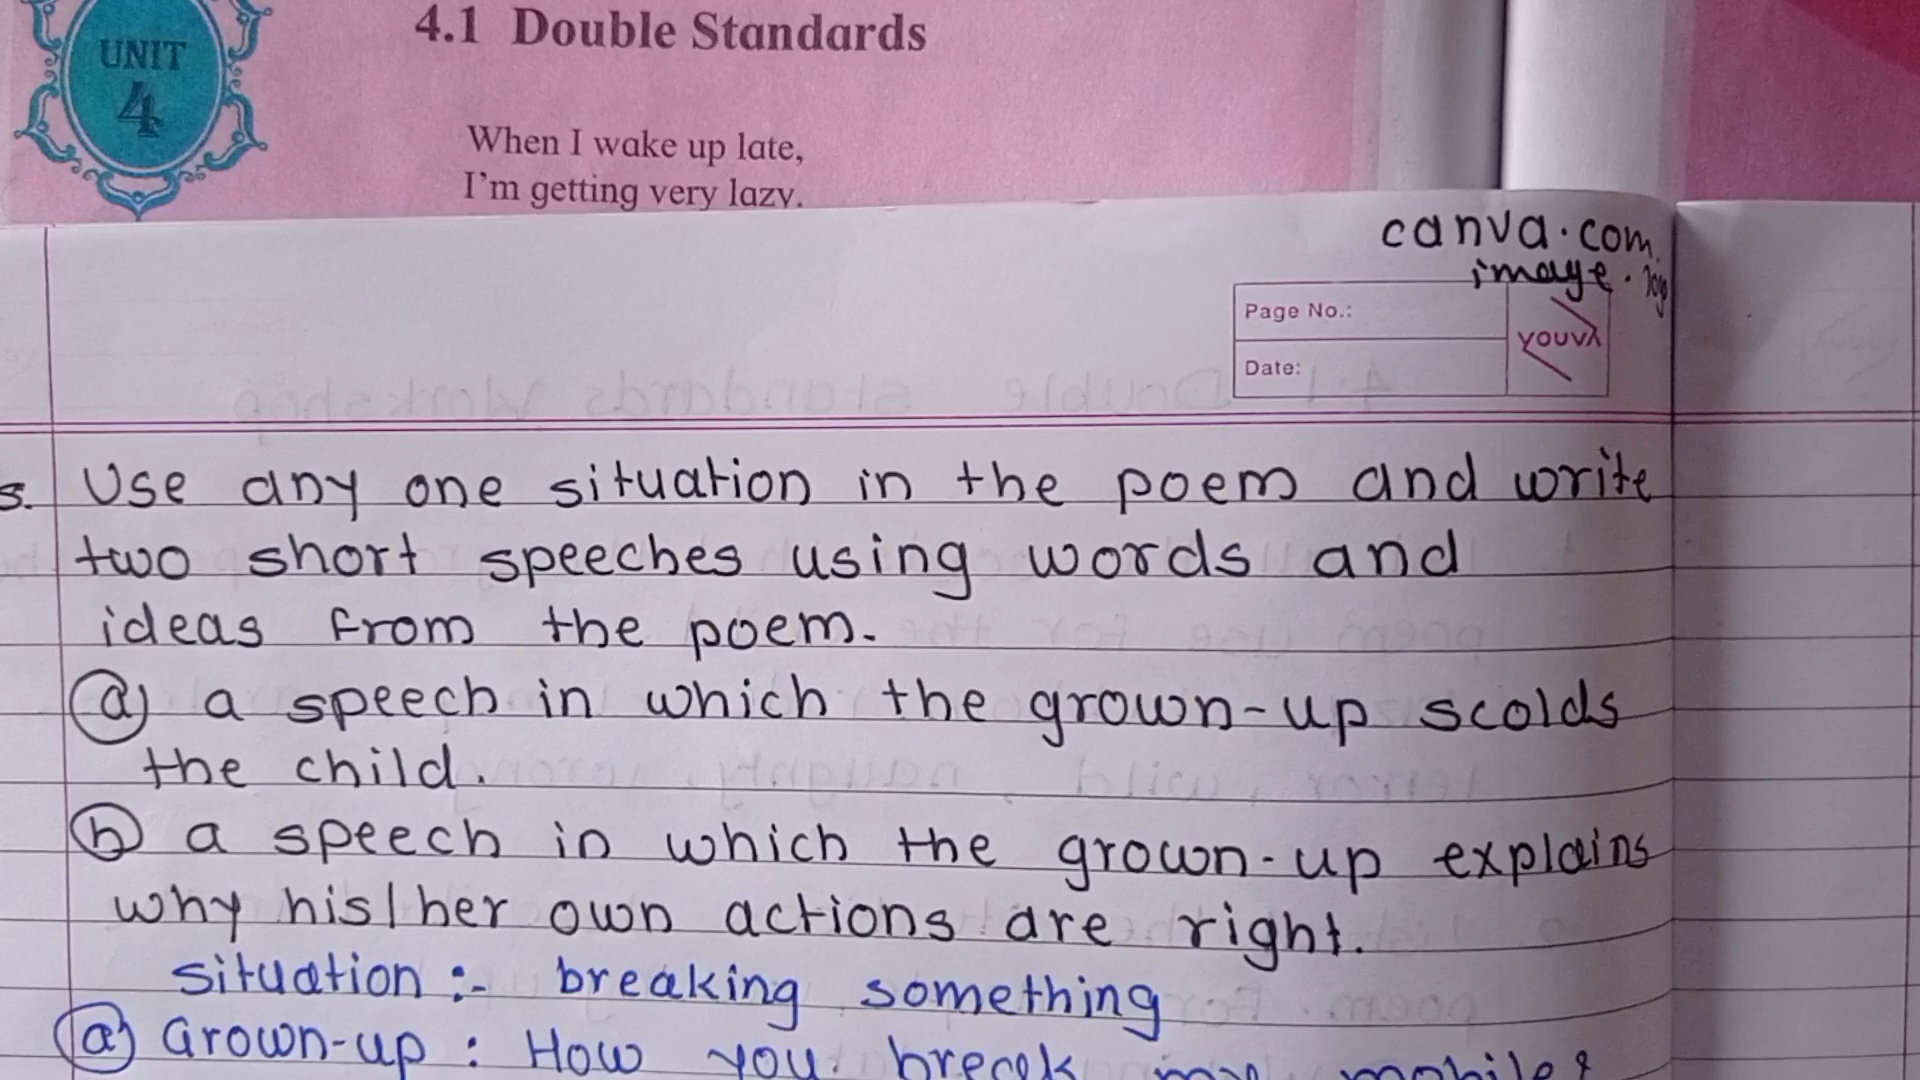 UNIT
4
4.1 Double Standards
When I wake up late,
I'm getting very lazy.
canva.com
image.
Page No.:
Date:
YOUVA
Use any one situation in the poem and write
two short speeches using words and
ideas from the poem.
a) a speech in which the grown-up scolds
the child.
b) a speech in which the grown-up explains
why his/her own actions are right.
situation :- breaking something
a) Grown-up : How you break my mobile?